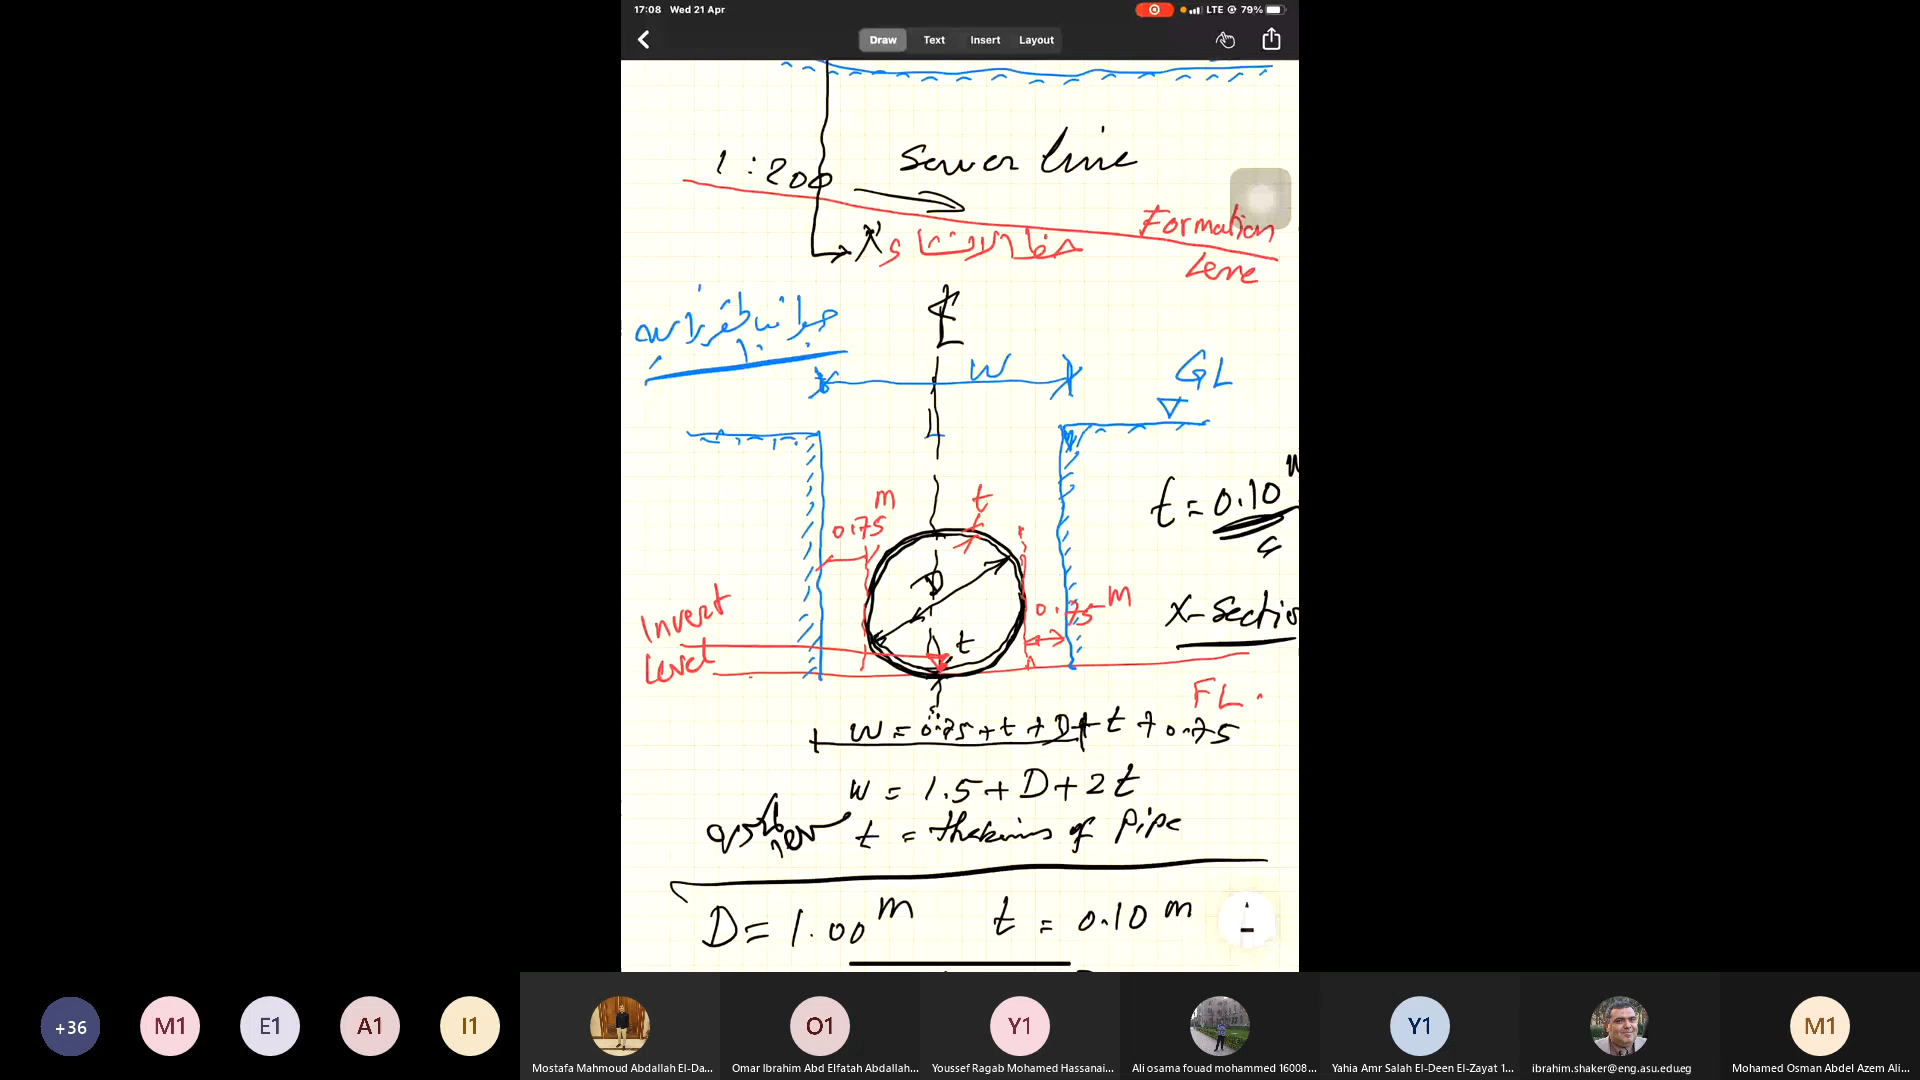 17:08 Wed 21 Apr
LTE 79%
Draw Text Insert Layout
1 : 200 Sewer line
Formation
X
Leve
W
GL
m t
0.75
t = 0.10
D
0.75 m
Invert
t
X-Sectio
Level
FL
W = 0.75 + t + D + t + 0.75
W = 1.5 + D + 2t
t = of Pipe
D = 1.00 m t = 0.10 m
+36 M1 E1 A1 I1 O1 Y1 Y1 M1
Mostafa Mahmoud Abdallah El-Da... Omar Ibrahim Abd Elfatah Abdallah... Youssef Ragab Mohamed Hassanai... Ali osama fouad mohammed 16008... Yahia Amr Salah El-Deen El-Zayat 1... ibrahim.shaker@eng.asu.edu.eg Mohamed Osman Abdel Azem Ali...